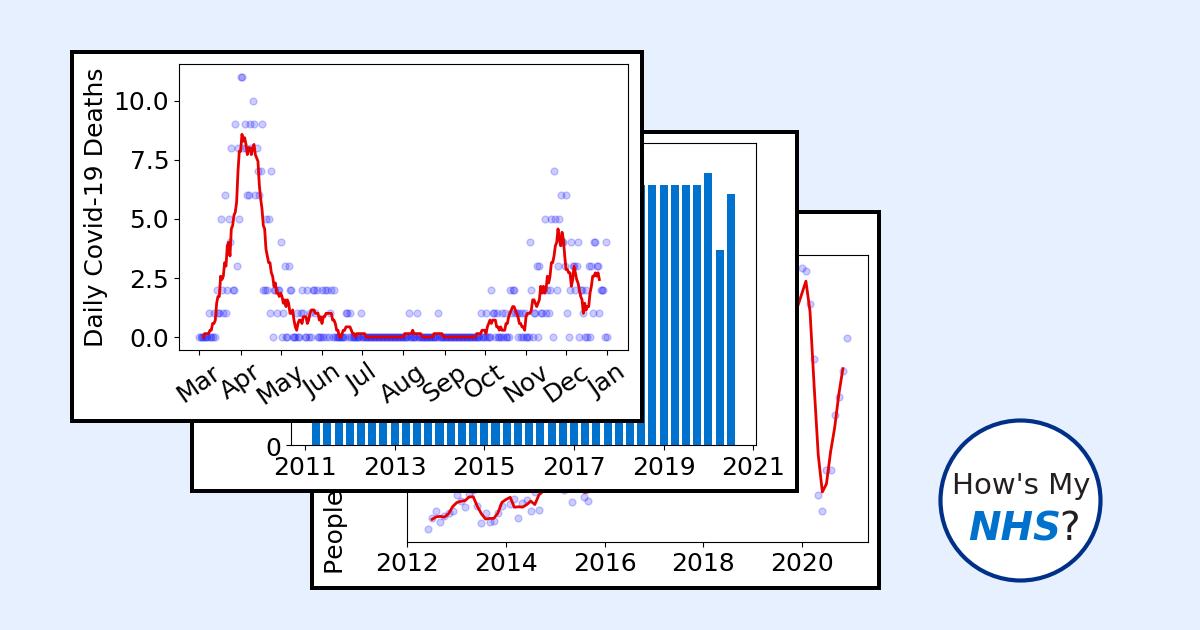 Daily Covid-19 Deaths
10.0
7.5
5.0
2.5
0.0
Mar Apr May Jun Jul Aug Sep Oct Nov Dec Jan
0
2011 2013 2015 2017 2019 2021
People
2012 2014 2016 2018 2020
How's My
NHS?